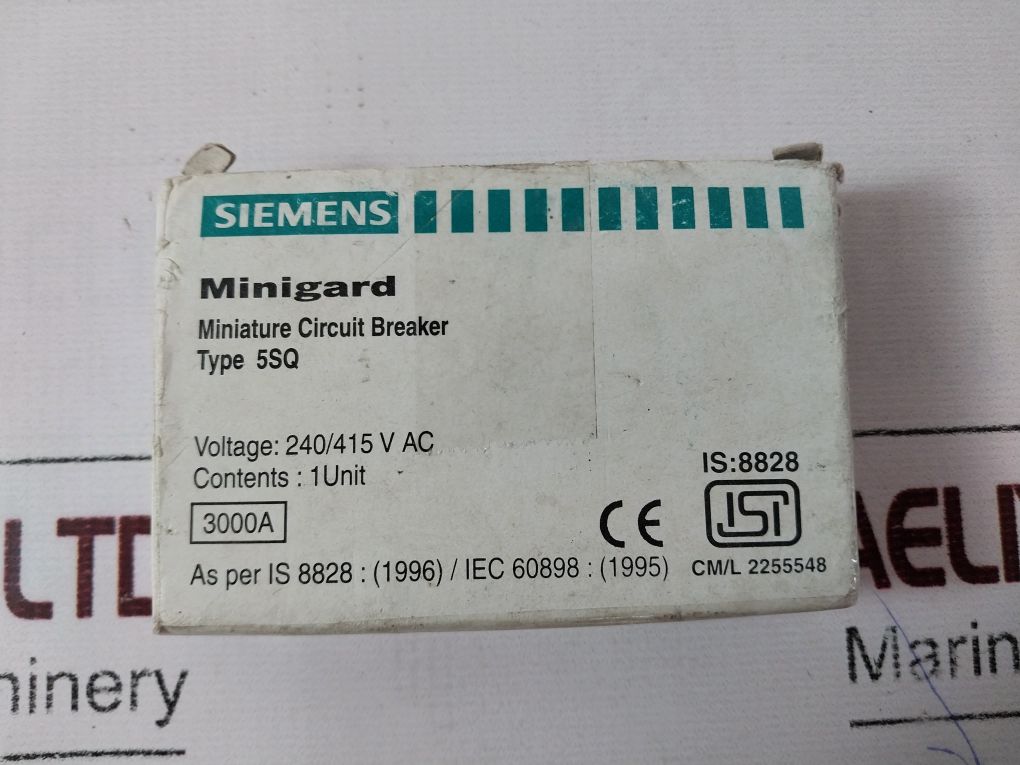 SIEMENS
Minigard
Miniature Circuit Breaker
Type 5SQ
Voltage: 240/415 V AC
Contents : 1Unit
3000A
CE
IS:8828
ISI
As per IS 8828 : (1996) / IEC 60898 : (1995)
CM/L 2255548
LTD
AELI
hinery
Marin